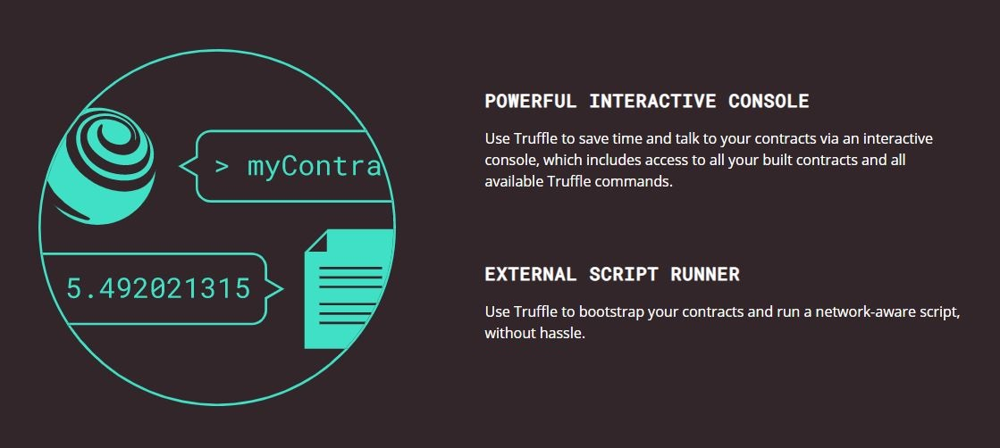 > myContra
5.492021315
POWERFUL INTERACTIVE CONSOLE
Use Truffle to save time and talk to your contracts via an interactive
console, which includes access to all your built contracts and all
available Truffle commands.
EXTERNAL SCRIPT RUNNER
Use Truffle to bootstrap your contracts and run a network-aware script,
without hassle.